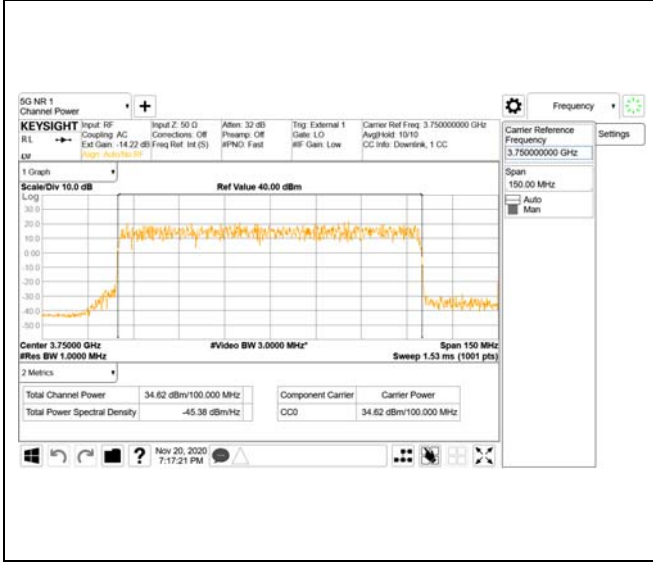 5G NR 1
Channel Power
Frequency
KEYSIGHT
RL
Input: RF
Coupling: AC
Ext Gain: -14.22 dB
Align: Auto/No RF
Input Z: 50 Ω
Corrections: Off
Freq Ref: Int (S)
Atten: 32 dB
Preamp: Off
#PNO: Fast
Trig: External 1
Gate: LO
#IF Gain: Low
Carrier Ref Freq: 3.750000000 GHz
Avg|Hold: 10/10
CC Info: Downlink, 1 CC
Carrier Reference
Frequency
3.750000000 GHz
Settings
Span
150.00 MHz
Auto
Man
1 Graph
Scale/Div 10.0 dB
Ref Value 40.00 dBm
Log
30.0
20.0
10.0
0.00
-10.0
-20.0
-30.0
-40.0
-50.0
Center 3.75000 GHz
#Video BW 3.0000 MHz*
Span 150 MHz
#Res BW 1.0000 MHz
Sweep 1.53 ms (1001 pts)
2 Metrics
Total Channel Power 34.62 dBm/100.000 MHz
Total Power Spectral Density -45.38 dBm/Hz
Component Carrier Carrier Power
CC0 34.62 dBm/100.000 MHz
Nov 20, 2020
7:17:21 PM